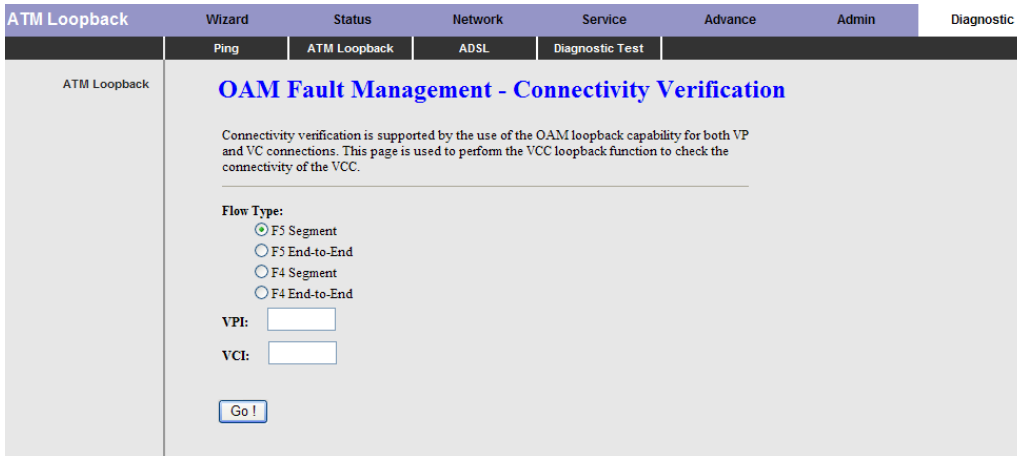 ATM Loopback
Wizard Status Network Service Advance Admin Diagnostic
Ping ATM Loopback ADSL Diagnostic Test
ATM Loopback
OAM Fault Management - Connectivity Verification
Connectivity verification is supported by the use of the OAM loopback capability for both VP
and VC connections. This page is used to perform the VCC loopback function to check the
connectivity of the VCC.
Flow Type:
F5 Segment
F5 End-to-End
F4 Segment
F4 End-to-End
VPI:
VCI:
Go !